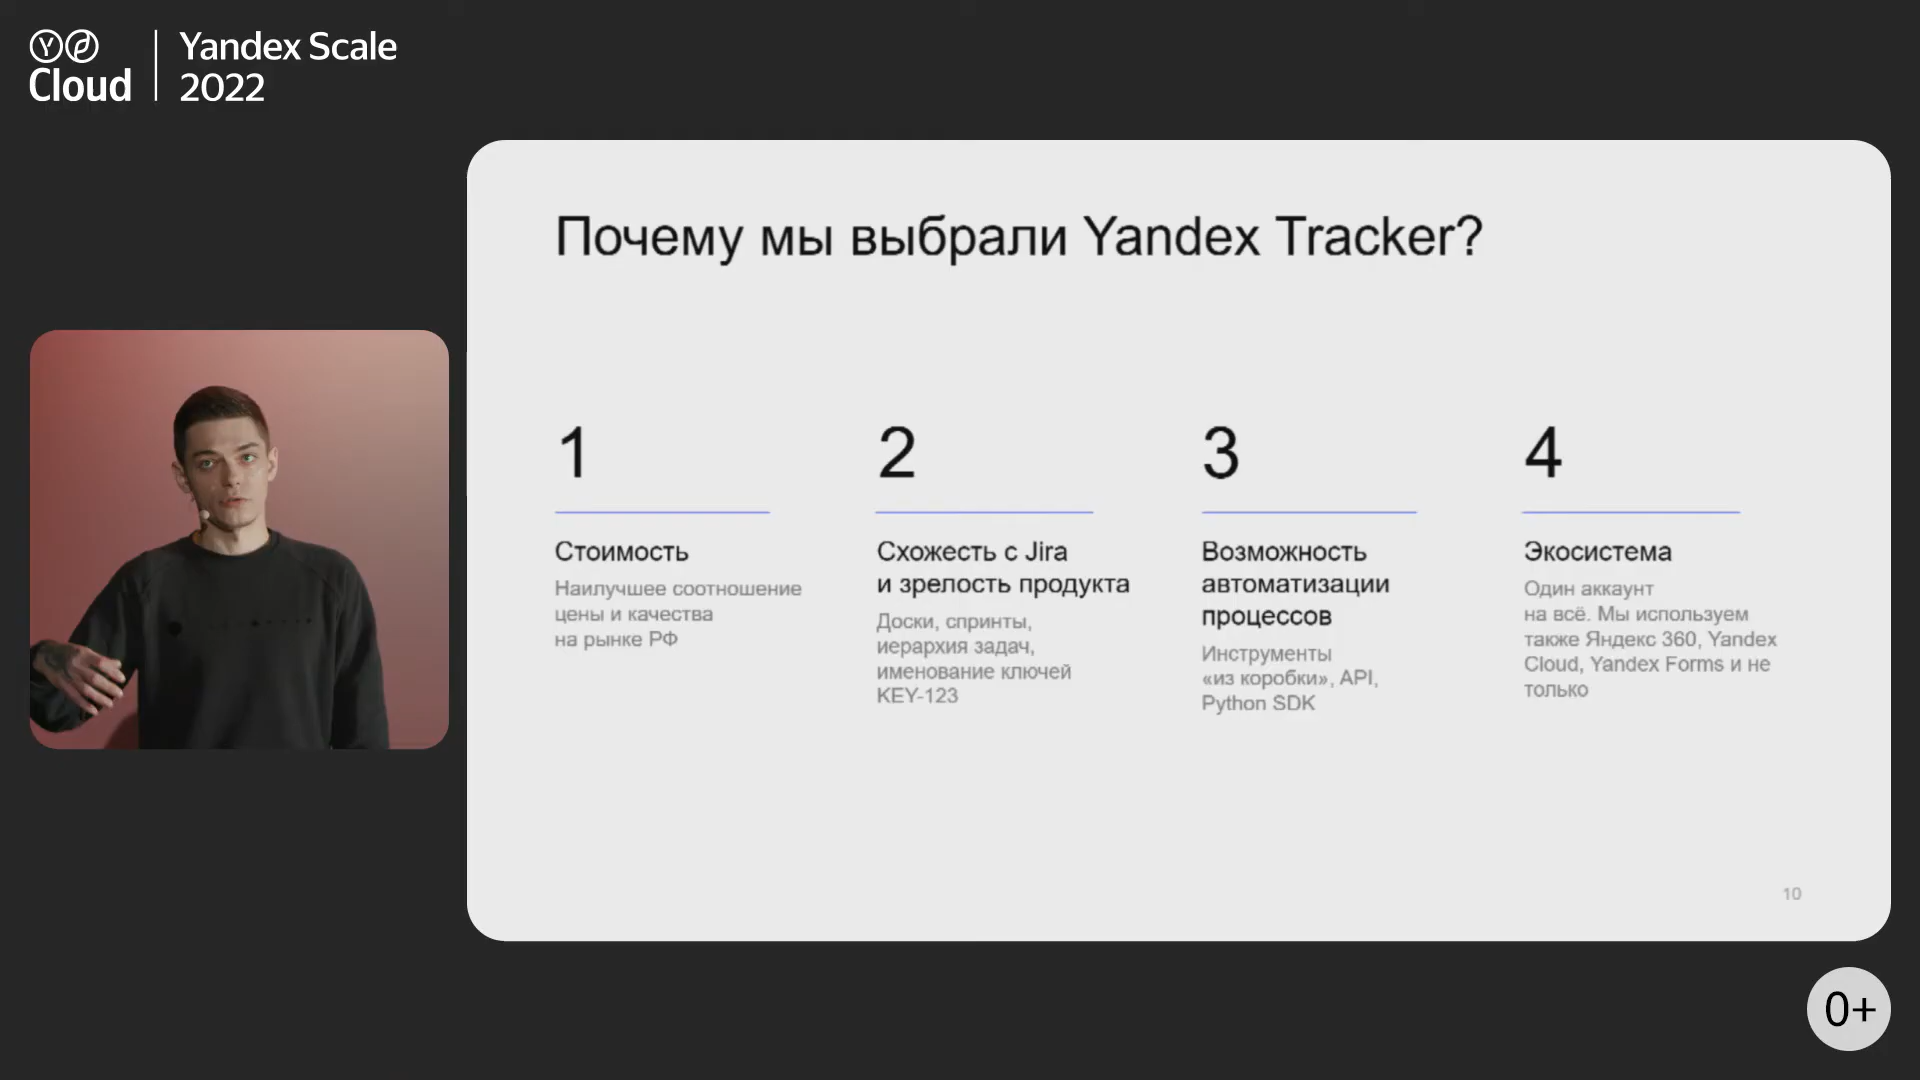 Cloud
Yandex Scale
2022
Почему мы выбрали Yandex Tracker?
1
Стоимость
Наилучшее соотношение
цены и качества
на рынке РФ
2
Схожесть с Jira
и зрелость продукта
Доски, спринты,
иерархия задач,
именование ключей
KEY-123
3
Возможность
автоматизации
процессов
Инструменты
«из коробки», API,
Python SDK
4
Экосистема
Один аккаунт
на всё. Мы используем
также Яндекс 360, Yandex
Cloud, Yandex Forms и не
только
10
0+